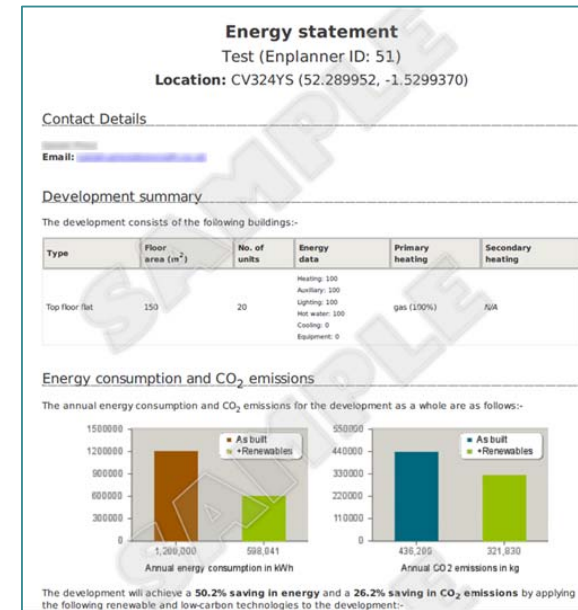 Energy statement
Test (Enplanner ID: 51)
Location: CV324YS (52.289952, -1.5299370)
Contact Details
Email:
Development summary
The development consists of the following buildings:-
Type Floor area (m²) No. of units Energy data Primary heating Secondary heating
Heating: 100
Auxiliary: 100
Lighting: 100
Top floor flat 150 20 Hot water: 100 gas (100%) N/A
Cooling: 0
Equipment: 0
Energy consumption and CO₂ emissions
The annual energy consumption and CO₂ emissions for the development as a whole are as follows:-
1500000
1200000
900000
600000
300000
0
As built
+Renewables
1,200,000 598,041
Annual energy consumption in kWh
550000
440000
330000
220000
110000
0
As built
+Renewables
436,200 321,830
Annual CO2 emissions in kg
The development will achieve a 50.2% saving in energy and a 26.2% saving in CO₂ emissions by applying
the following renewable and low-carbon technologies to the development:-
SAMPLE
SAMPLE
SAMPLE